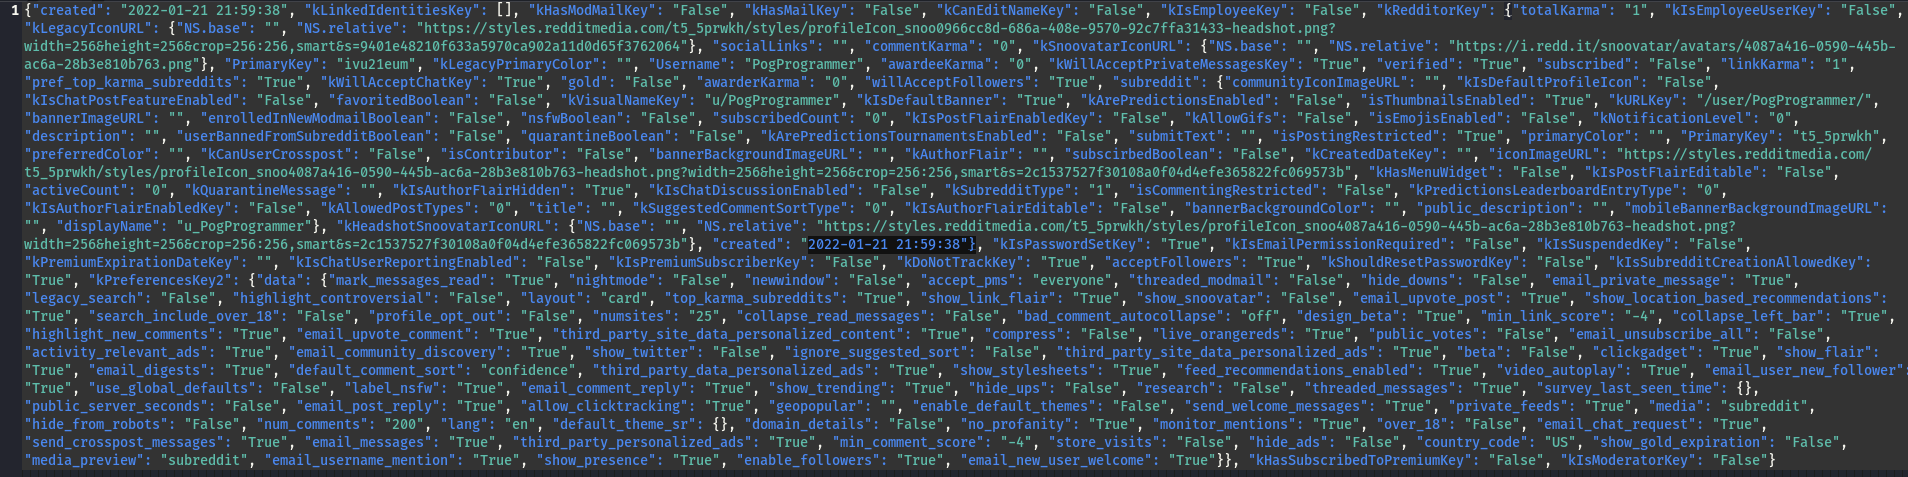 1 {"created": "2022-01-21 21:59:38", "kLinkedIdentitiesKey": [], "kHasModMailKey": "False", "kHasMailKey": "False", "kCanEditNameKey": "False", "kIsEmployeeKey": "False", "kRedditorKey": {"totalKarma": "1", "kIsEmployeeUserKey": "False",
"kLegacyIconURL": {"NS.base": "", "NS.relative": "https://styles.redditmedia.com/t5_5prwkh/styles/profileIcon_snoo0966cc8d-686a-408e-9570-92c7ffa31433-headshot.png?
width=256&height=256&crop=256:256,smart&s=9401e48210f633a5970ca902a11d0d65f3762064"}, "socialLinks": "", "commentKarma": "0", "kSnoovatarIconURL": {"NS.base": "", "NS.relative": "https://i.redd.it/snoovatar/avatars/4087a416-0590-445b-
ac6a-28b3e810b763.png"}, "PrimaryKey": "ivu21eum", "kLegacyPrimaryColor": "", "Username": "PogProgrammer", "awardeeKarma": "0", "kWillAcceptPrivateMessagesKey": "True", "verified": "True", "subscribed": "False", "linkKarma": "1",
"pref_top_karma_subreddits": "True", "kWillAcceptChatKey": "True", "gold": "False", "awarderKarma": "0", "willAcceptFollowers": "True", "subreddit": {"communityIconImageURL": "", "kIsDefaultProfileIcon": "False",
"kIsChatPostFeatureEnabled": "False", "favoritedBoolean": "False", "kVisualNameKey": "u/PogProgrammer", "kIsDefaultBanner": "True", "kArePredictionsEnabled": "False", "isThumbnailsEnabled": "True", "kURLKey": "/user/PogProgrammer/",
"bannerImageURL": "", "enrolledInNewModmailBoolean": "False", "nsfwBoolean": "False", "subscribedCount": "0", "kIsPostFlairEnabledKey": "False", "kAllowGifs": "False", "isEmojisEnabled": "False", "kNotificationLevel": "0",
"description": "", "userBannedFromSubredditBoolean": "False", "quarantineBoolean": "False", "kArePredictionsTournamentsEnabled": "False", "submitText": "", "isPostingRestricted": "True", "primaryColor": "", "PrimaryKey": "t5_5prwkh",
"preferredColor": "", "kCanUserCrosspost": "False", "isContributor": "False", "bannerBackgroundImageURL": "", "kAuthorFlair": "", "subscirbedBoolean": "False", "kCreatedDateKey": "", "iconImageURL": "https://styles.redditmedia.com/
t5_5prwkh/styles/profileIcon_snoo4087a416-0590-445b-ac6a-28b3e810b763-headshot.png?width=256&height=256&crop=256:256,smart&s=2c1537527f30108a0f04d4efe365822fc069573b", "kHasMenuWidget": "False", "kIsPostFlairEditable": "False",
"activeCount": "0", "kQuarantineMessage": "", "kIsAuthorFlairHidden": "True", "kIsChatDiscussionEnabled": "False", "kSubredditType": "1", "isCommentingRestricted": "False", "kPredictionsLeaderboardEntryType": "0",
"kIsAuthorFlairEnabledKey": "False", "kAllowedPostTypes": "0", "title": "", "kSuggestedCommentSortType": "0", "kIsAuthorFlairEditable": "False", "bannerBackgroundColor": "", "public_description": "", "mobileBannerBackgroundImageURL":
"", "displayName": "u_PogProgrammer"}, "kHeadshotSnoovatarIconURL": {"NS.base": "", "NS.relative": "https://styles.redditmedia.com/t5_5prwkh/styles/profileIcon_snoo4087a416-0590-445b-ac6a-28b3e810b763-headshot.png?
width=256&height=256&crop=256:256,smart&s=2c1537527f30108a0f04d4efe365822fc069573b"}, "created": "2022-01-21 21:59:38"}, "kIsPasswordSetKey": "True", "kIsEmailPermissionRequired": "False", "kIsSuspendedKey": "False",
"kPremiumExpirationDateKey": "", "kIsChatUserReportingEnabled": "False", "kIsPremiumSubscriberKey": "False", "kDoNotTrackKey": "True", "acceptFollowers": "True", "kShouldResetPasswordKey": "False", "kIsSubredditCreationAllowedKey":
"True", "kPreferencesKey2": {"data": {"mark_messages_read": "True", "nightmode": "False", "newwindow": "False", "accept_pms": "everyone", "threaded_modmail": "False", "hide_downs": "False", "email_private_message": "True",
"legacy_search": "False", "highlight_controversial": "False", "layout": "card", "top_karma_subreddits": "True", "show_link_flair": "True", "show_snoovatar": "False", "email_upvote_post": "True", "show_location_based_recommendations":
"True", "search_include_over_18": "False", "profile_opt_out": "False", "numsites": "25", "collapse_read_messages": "False", "bad_comment_autocollapse": "off", "design_beta": "True", "min_link_score": "-4", "collapse_left_bar": "True",
"highlight_new_comments": "True", "email_upvote_comment": "True", "third_party_site_data_personalized_content": "True", "compress": "False", "live_orangereds": "True", "public_votes": "False", "email_unsubscribe_all": "False",
"activity_relevant_ads": "True", "email_community_discovery": "True", "show_twitter": "False", "ignore_suggested_sort": "False", "third_party_site_data_personalized_ads": "True", "beta": "False", "clickgadget": "True", "show_flair":
"True", "email_digests": "True", "default_comment_sort": "confidence", "third_party_data_personalized_ads": "True", "show_stylesheets": "True", "feed_recommendations_enabled": "True", "video_autoplay": "True", "email_user_new_follower":
"True", "use_global_defaults": "False", "label_nsfw": "True", "email_comment_reply": "True", "show_trending": "True", "hide_ups": "False", "research": "False", "threaded_messages": "True", "survey_last_seen_time": {},
"public_server_seconds": "False", "email_post_reply": "True", "allow_clicktracking": "True", "geopopular": "", "enable_default_themes": "False", "send_welcome_messages": "True", "private_feeds": "True", "media": "subreddit",
"hide_from_robots": "False", "num_comments": "200", "lang": "en", "default_theme_sr": {}, "domain_details": "False", "no_profanity": "True", "monitor_mentions": "True", "over_18": "False", "email_chat_request": "True",
"send_crosspost_messages": "True", "email_messages": "True", "third_party_personalized_ads": "True", "min_comment_score": "-4", "store_visits": "False", "hide_ads": "False", "country_code": "US", "show_gold_expiration": "False",
"media_preview": "subreddit", "email_username_mention": "True", "show_presence": "True", "enable_followers": "True", "email_new_user_welcome": "True"}}, "kHasSubscribedToPremiumKey": "False", "kIsModeratorKey": "False"}